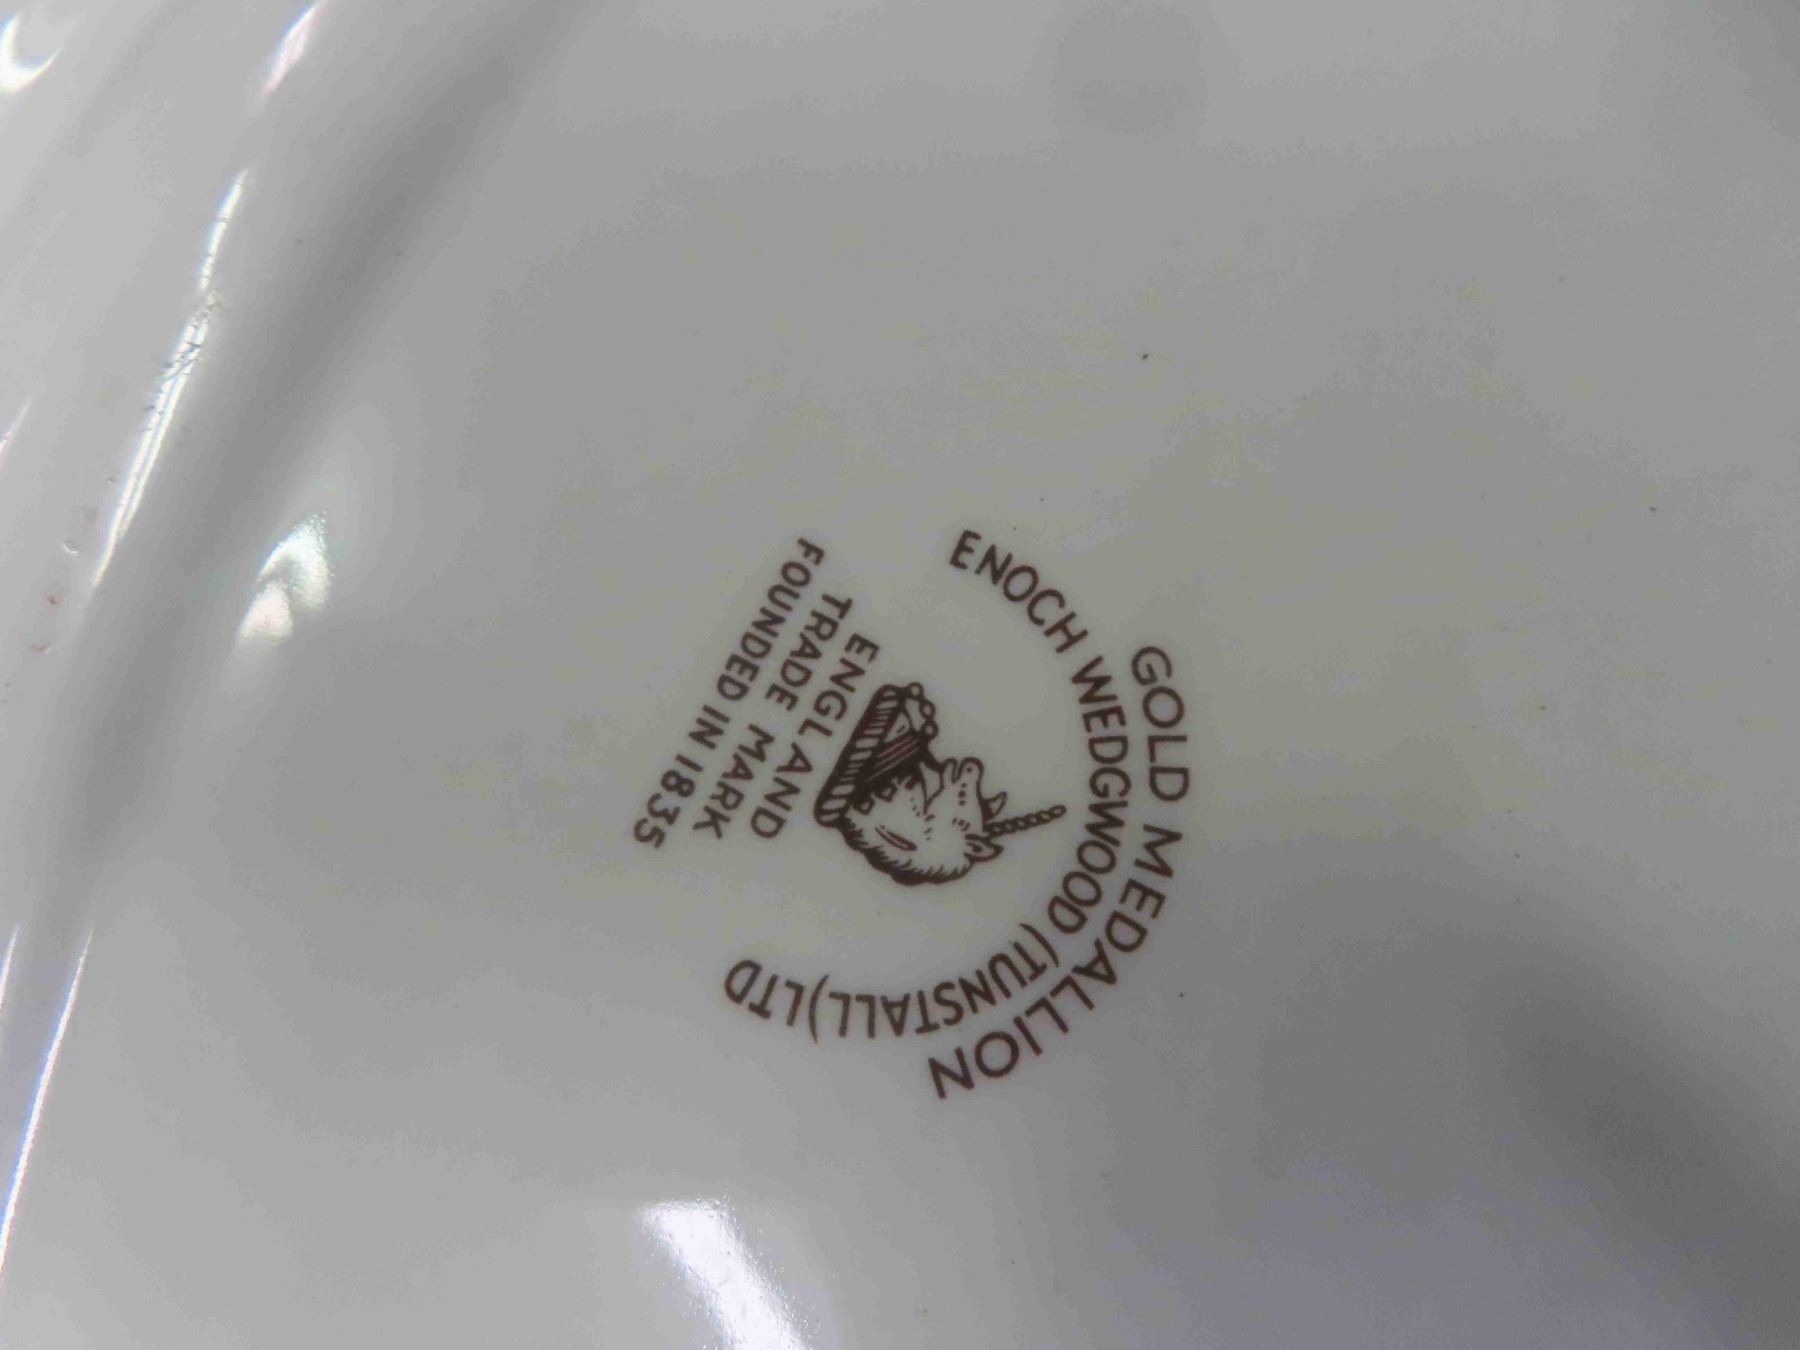 GOLD MEDALLION
ENOCH WEDGWOOD (TUNSTALL) LTD
ENGLAND
TRADE MARK
FOUNDED IN 1835